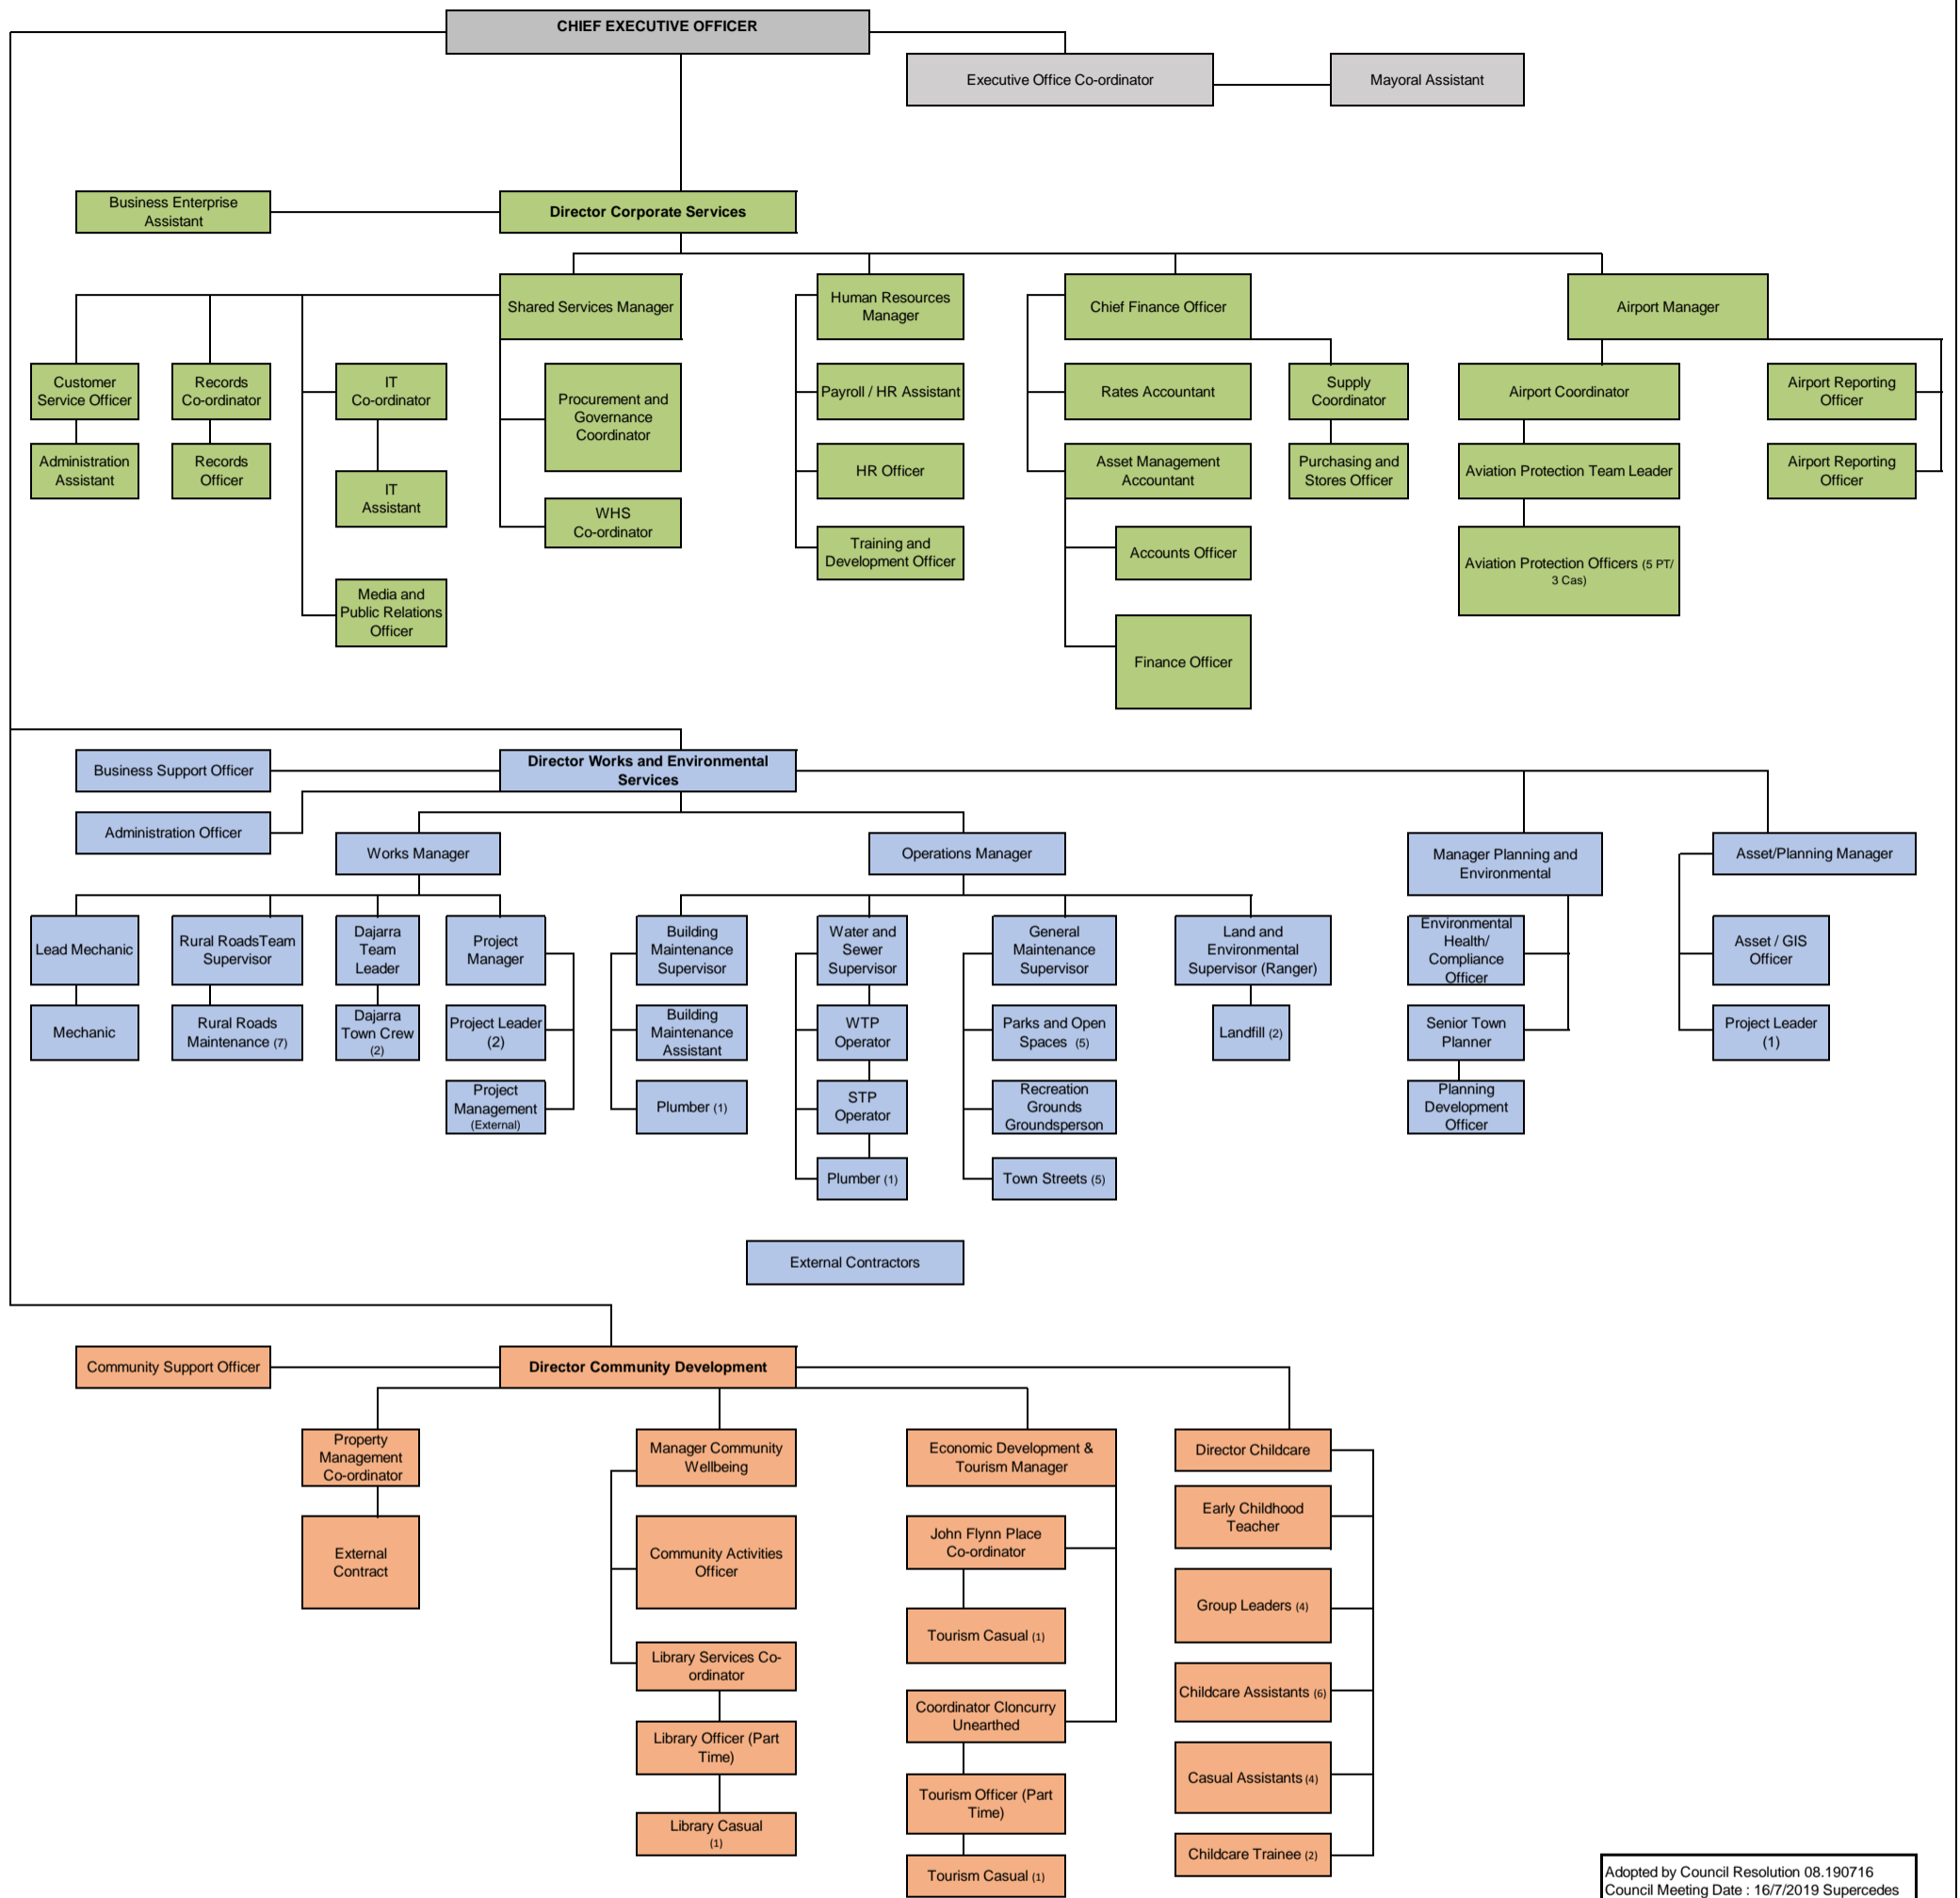 CHIEF EXECUTIVE OFFICER
Executive Office Co-ordinator
Mayoral Assistant
Business Enterprise
Assistant
Director Corporate Services
Shared Services Manager
Human Resources
Manager
Chief Finance Officer
Airport Manager
Customer
Service Officer
Records
Co-ordinator
IT
Co-ordinator
Procurement and
Governance
Coordinator
Payroll / HR Assistant
Rates Accountant
Supply
Coordinator
Airport Coordinator
Airport Reporting
Officer
Administration
Assistant
Records
Officer
IT
Assistant
HR Officer
Asset Management
Accountant
Purchasing and
Stores Officer
Aviation Protection Team Leader
Airport Reporting
Officer
WHS
Co-ordinator
Training and
Development Officer
Accounts Officer
Aviation Protection Officers (5 PT/
3 Cas)
Media and
Public Relations
Officer
Finance Officer
Business Support Officer
Director Works and Environmental
Services
Administration Officer
Works Manager
Operations Manager
Manager Planning and
Environmental
Asset/Planning Manager
Lead Mechanic
Rural RoadsTeam
Supervisor
Dajarra
Team
Leader
Project
Manager
Building
Maintenance
Supervisor
Water and
Sewer
Supervisor
General
Maintenance
Supervisor
Land and
Environmental
Supervisor (Ranger)
Environmental
Health/
Compliance
Officer
Asset / GIS
Officer
Mechanic
Rural Roads
Maintenance (7)
Dajarra
Town Crew
(2)
Project Leader
(2)
Building
Maintenance
Assistant
WTP
Operator
Parks and Open
Spaces (5)
Landfill (2)
Senior Town
Planner
Project Leader
(1)
Project
Management
(External)
Plumber (1)
STP
Operator
Recreation
Grounds
Groundsperson
Planning
Development
Officer
Plumber (1)
Town Streets (5)
External Contractors
Community Support Officer
Director Community Development
Property
Management
Co-ordinator
Manager Community
Wellbeing
Economic Development &
Tourism Manager
Director Childcare
External
Contract
Community Activities
Officer
John Flynn Place
Co-ordinator
Early Childhood
Teacher
Tourism Casual (1)
Group Leaders (4)
Library Services Co-
ordinator
Coordinator Cloncurry
Unearthed
Childcare Assistants (6)
Library Officer (Part
Time)
Tourism Officer (Part
Time)
Casual Assistants (4)
Library Casual
(1)
Tourism Casual (1)
Childcare Trainee (2)
Adopted by Council Resolution 08.190716
Council Meeting Date : 16/7/2019 Supercedes